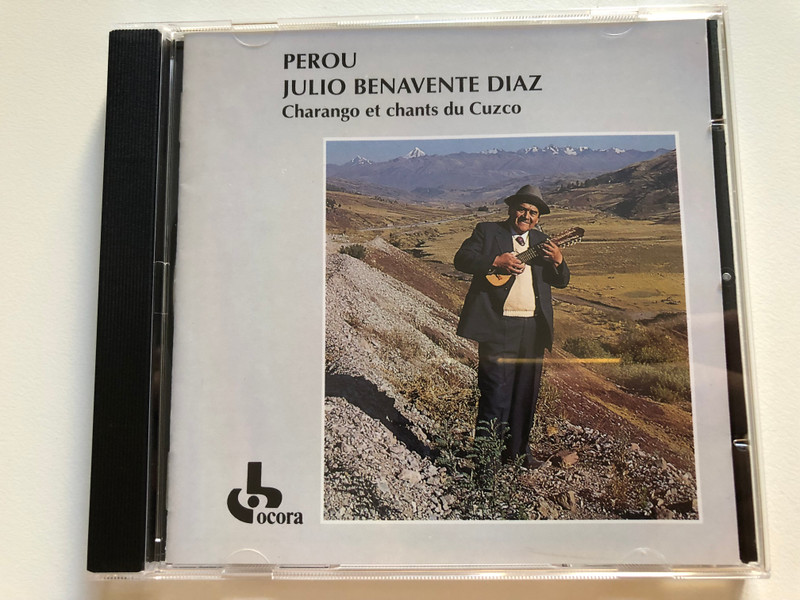 PEROU
JULIO BENAVENTE DIAZ
Charango et chants du Cuzco
ocora